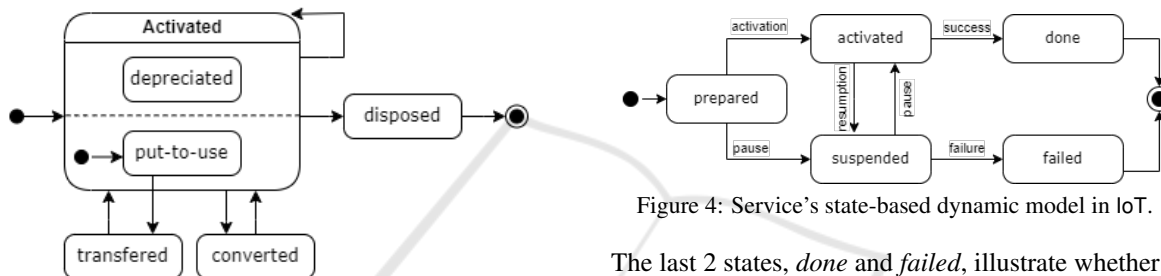 Activated
depreciated
put-to-use
disposed
transfered
converted
activation
activated
success
done
prepared
resumption
pause
pause
suspended
failure
failed
Figure 4: Service's state-based dynamic model in IoT.
The last 2 states, done and failed, illustrate whether